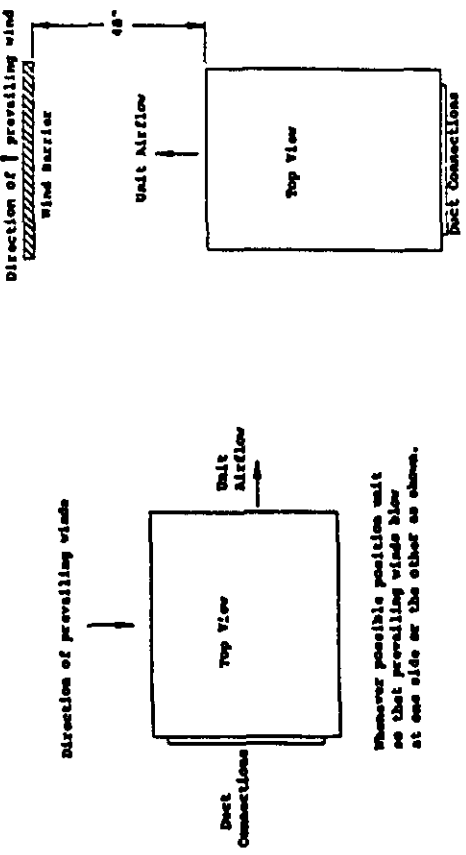 Direction of prevailing wind
Wind Barrier
48"
Unit Airflow
Top View
Duct Connections
Direction of prevailing winds
Unit
Airflow
Top View
Duct
Connections
Whenever possible position unit
so that prevailing winds blow
at one side or the other as shown.